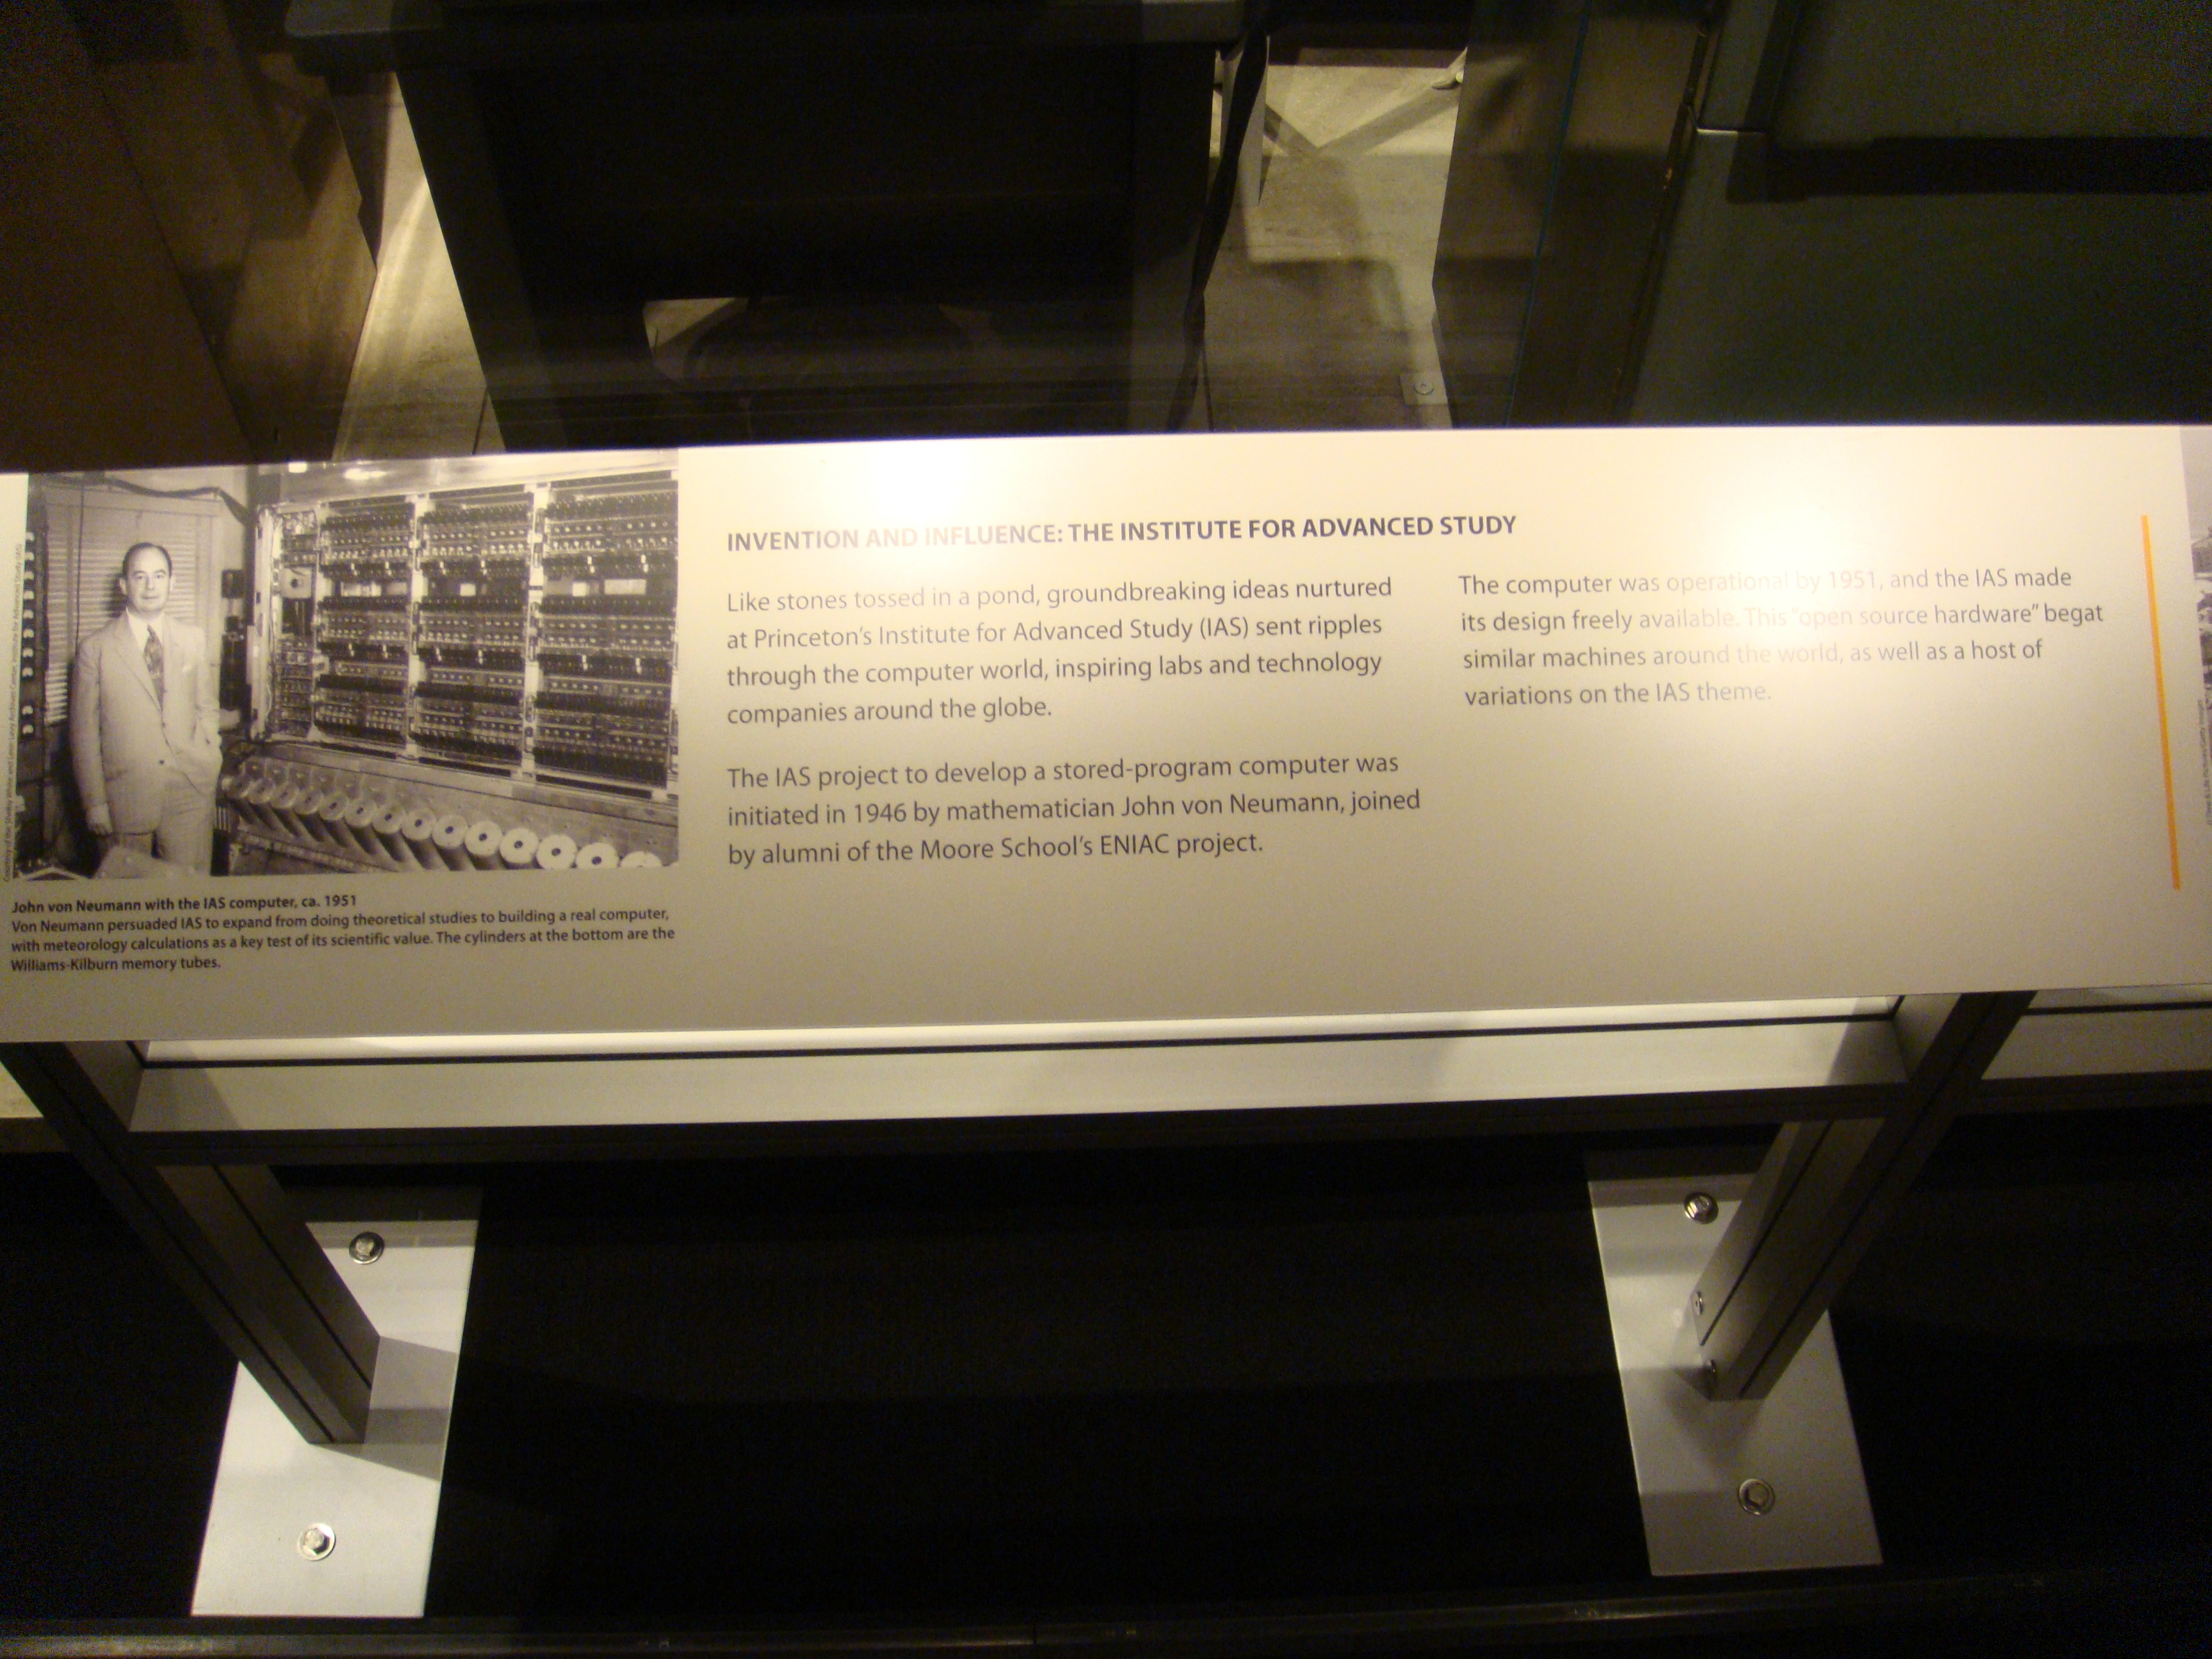 INVENTION AND INFLUENCE: THE INSTITUTE FOR ADVANCED STUDY
Like stones tossed in a pond, groundbreaking ideas nurtured
at Princeton's Institute for Advanced Study (IAS) sent ripples
through the computer world, inspiring labs and technology
companies around the globe.
The IAS project to develop a stored-program computer was
initiated in 1946 by mathematician John von Neumann, joined
by alumni of the Moore School's ENIAC project.
The computer was operational by 1951, and the IAS made
its design freely available. This "open source hardware" begat
similar machines around the world, as well as a host of
variations on the IAS theme.
John von Neumann with the IAS computer, ca. 1951
Von Neumann persuaded IAS to expand from doing theoretical studies to building a real computer,
with meteorology calculations as a key test of its scientific value. The cylinders at the bottom are the
Williams-Kilburn memory tubes.